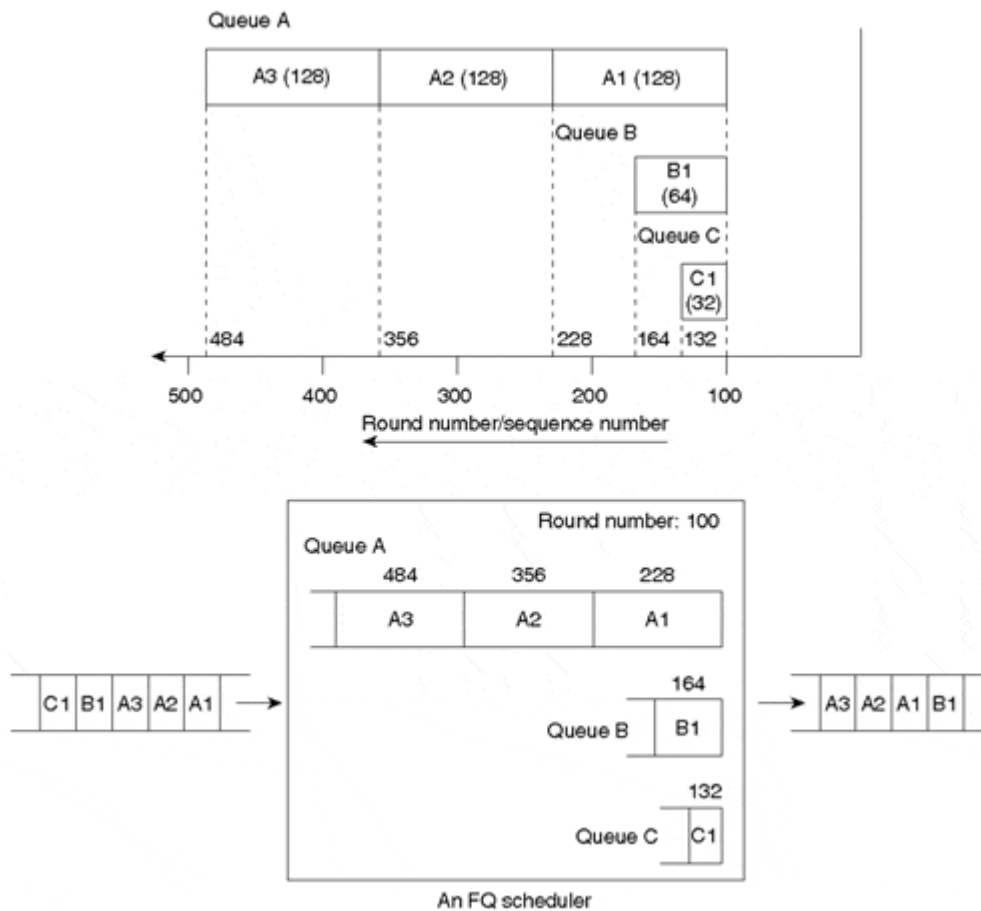 Queue A
A3 (128) A2 (128) A1 (128)
Queue B
B1
(64)
Queue C
C1
(32)
484 356 228 164 132
500 400 300 200 100
Round number/sequence number
Round number: 100
Queue A
484 356 228
A3 A2 A1
164
C1 B1 A3 A2 A1
A3 A2 A1 B1
Queue B B1
132
Queue C C1
An FQ scheduler